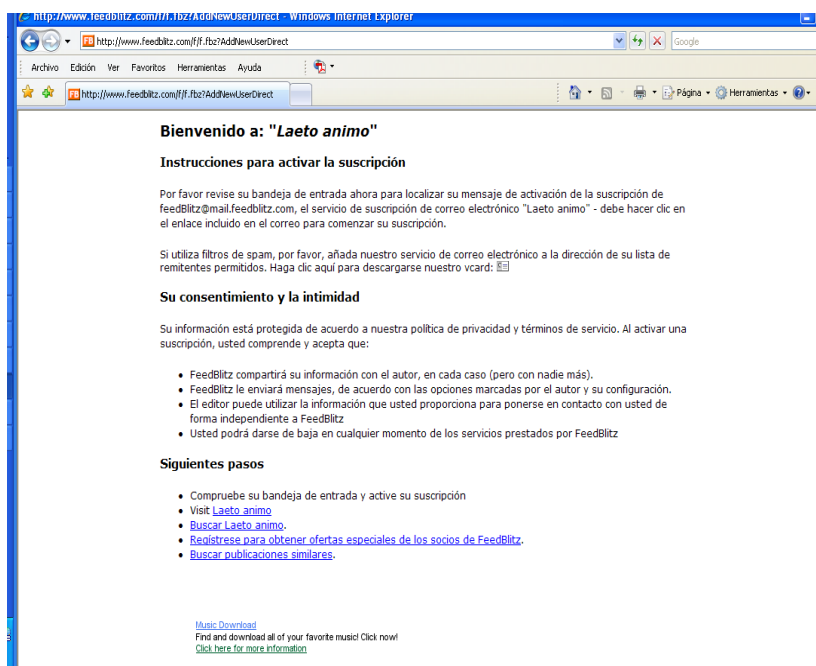 http://www.feedblitz.com/f/f.fbz?AddNewUserDirect - Windows Internet Explorer
FB http://www.feedblitz.com/f/f.fbz?AddNewUserDirect Google
Archivo Edición Ver Favoritos Herramientas Ayuda
FB http://www.feedblitz.com/f/f.fbz?AddNewUserDirect Página Herramientas
Bienvenido a: "Laeto animo"
Instrucciones para activar la suscripción
Por favor revise su bandeja de entrada ahora para localizar su mensaje de activación de la suscripción de
feedBlitz@mail.feedblitz.com, el servicio de suscripción de correo electrónico "Laeto animo" - debe hacer clic en
el enlace incluido en el correo para comenzar su suscripción.
Si utiliza filtros de spam, por favor, añada nuestro servicio de correo electrónico a la dirección de su lista de
remitentes permitidos. Haga clic aquí para descargarse nuestro vcard:
Su consentimiento y la intimidad
Su información está protegida de acuerdo a nuestra política de privacidad y términos de servicio. Al activar una
suscripción, usted comprende y acepta que:
• FeedBlitz compartirá su información con el autor, en cada caso (pero con nadie más).
• FeedBlitz le enviará mensajes, de acuerdo con las opciones marcadas por el autor y su configuración.
• El editor puede utilizar la información que usted proporciona para ponerse en contacto con usted de
forma independiente a FeedBlitz
• Usted podrá darse de baja en cualquier momento de los servicios prestados por FeedBlitz
Siguientes pasos
• Compruebe su bandeja de entrada y active su suscripción
• Visit Laeto animo
• Buscar Laeto animo.
• Regístrese para obtener ofertas especiales de los socios de FeedBlitz.
• Buscar publicaciones similares.
Music Download
Find and download all of your favorite music! Click now!
Click here for more information